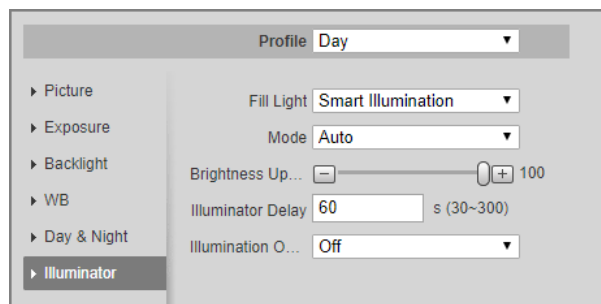 Profile Day
Picture
Exposure
Backlight
WB
Day & Night
Illuminator
Fill Light Smart Illumination
Mode Auto
Brightness Up... 100
Illuminator Delay 60 s (30~300)
Illumination O... Off